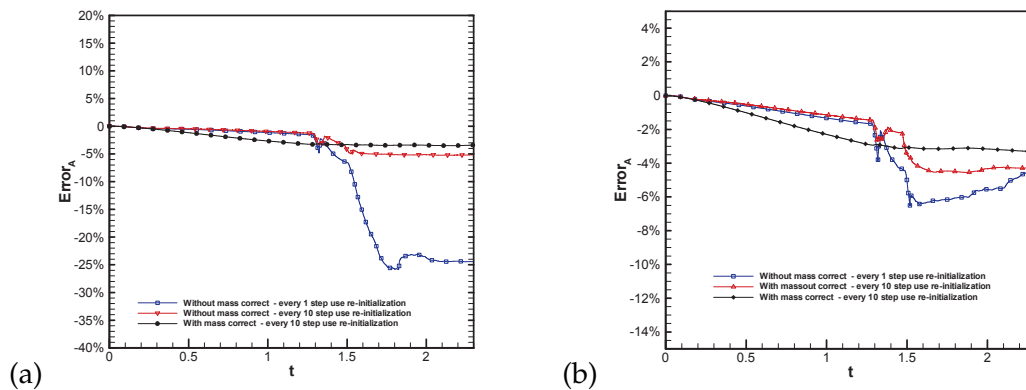 20%
15%
10%
5%
0
-5%
-10%
-15%
-20%
-25%
-30%
-35%
-40%
Error_A
Without mass correct - every 1 step use re-initialization
Without mass correct - every 10 step use re-initialization
With mass correct - every 10 step use re-initialization
0 0.5 1 1.5 2
t
(a)
4%
2%
0
-2%
-4%
-6%
-8%
-10%
-12%
-14%
Error_A
Without mass correct - every 1 step use re-initialization
With massout correct - every 10 step use re-initialization
With mass correct - every 10 step use re-initialization
0 0.5 1 1.5 2
t
(b)